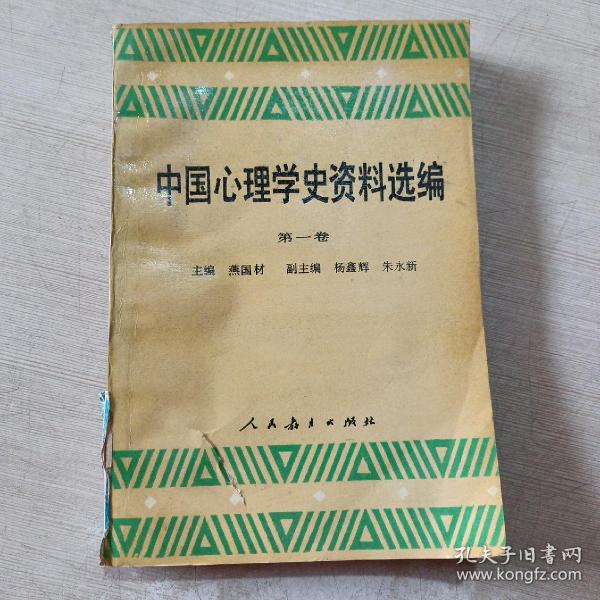 中国心理学史资料选编
第一卷
主编 燕国材 副主编 杨鑫辉 朱永新
人民教育出版社
孔夫子旧书网
www.kongfz.com